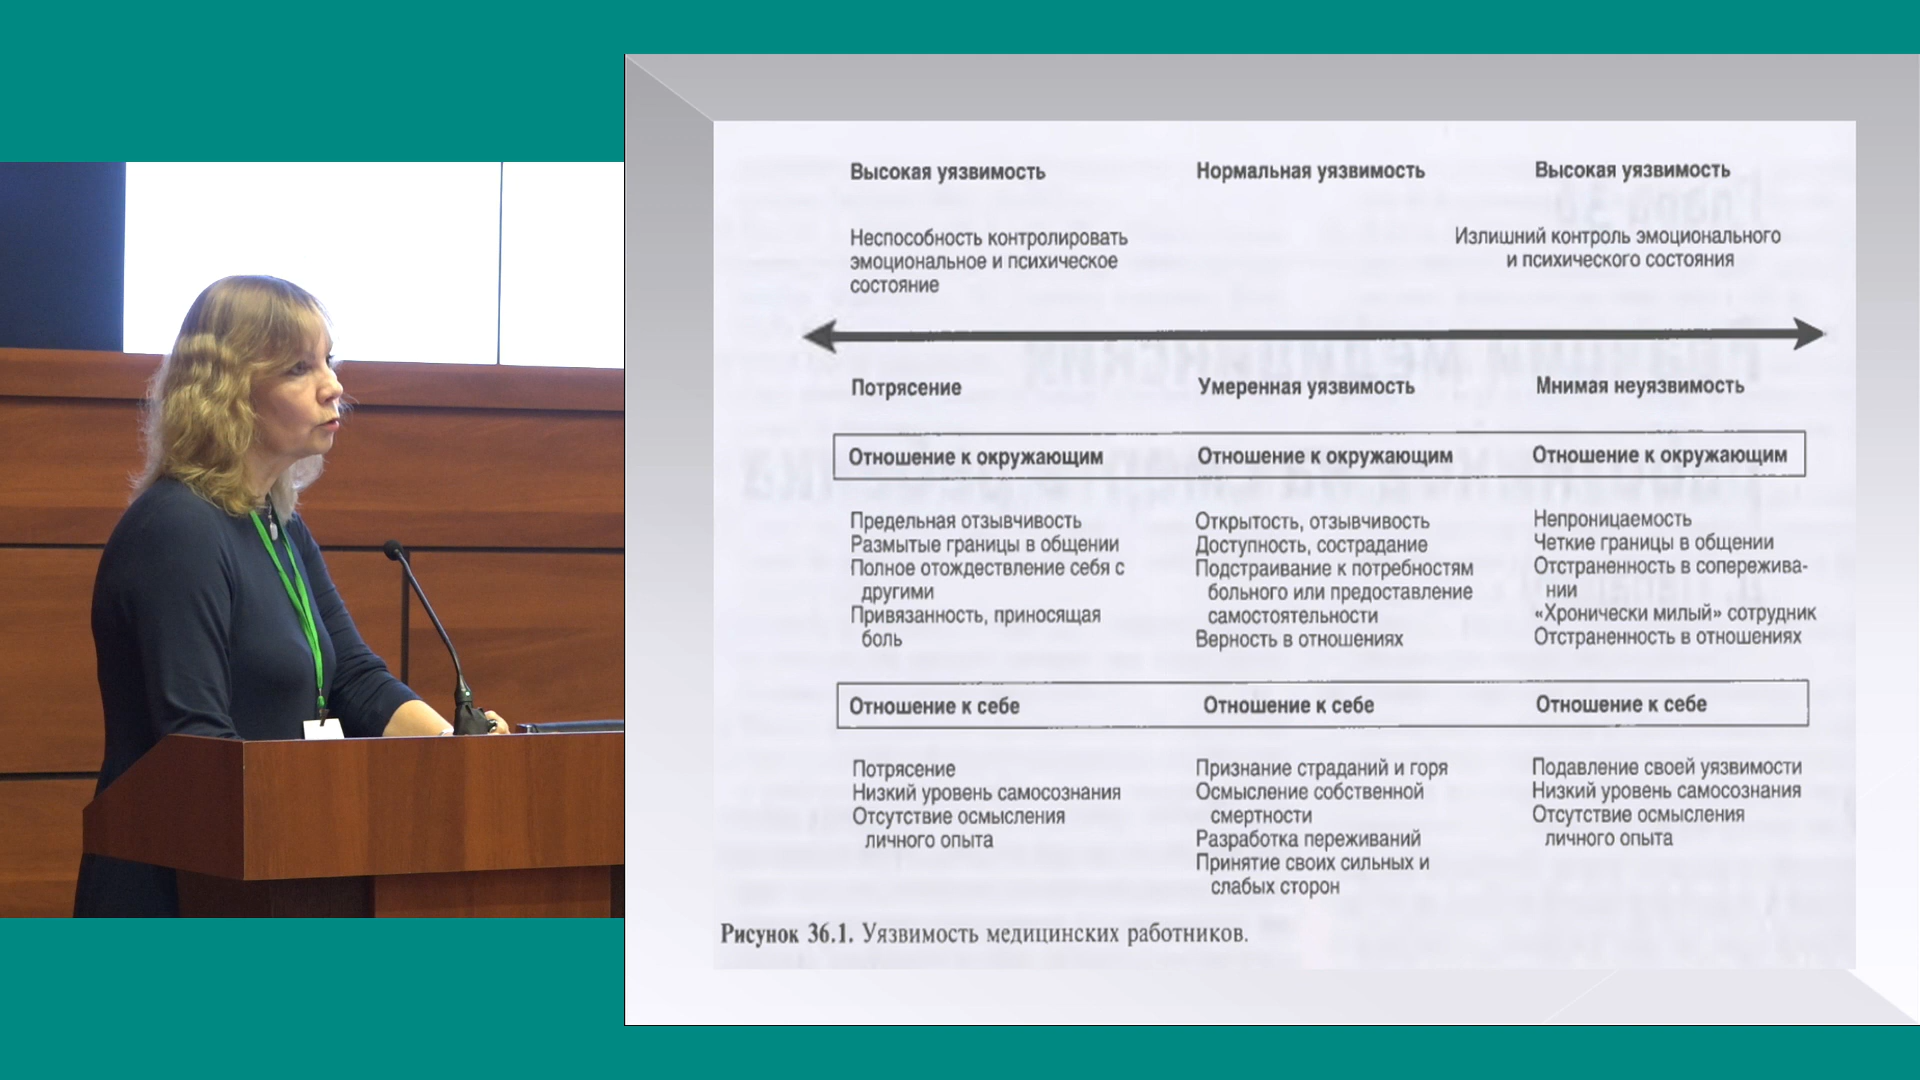 Высокая уязвимость
Нормальная уязвимость
Высокая уязвимость
Неспособность контролировать
эмоциональное и психическое
состояние
Излишний контроль эмоционального
и психического состояния
Потрясение
Умеренная уязвимость
Мнимая неуязвимость
Отношение к окружающим
Отношение к окружающим
Отношение к окружающим
Предельная отзывчивость
Размытые границы в общении
Полное отождествление себя с
другими
Привязанность, приносящая
боль
Открытость, отзывчивость
Доступность, сострадание
Подстраивание к потребностям
больного или предоставление
самостоятельности
Верность в отношениях
Непроницаемость
Четкие границы в общении
Отстраненность в сопережива-
нии
«Хронически милый» сотрудник
Отстраненность в отношениях
Отношение к себе
Отношение к себе
Отношение к себе
Потрясение
Низкий уровень самосознания
Отсутствие осмысления
личного опыта
Признание страданий и горя
Осмысление собственной
смертности
Разработка переживаний
Принятие своих сильных и
слабых сторон
Подавление своей уязвимости
Низкий уровень самосознания
Отсутствие осмысления
личного опыта
Рисунок 36.1. Уязвимость медицинских работников.